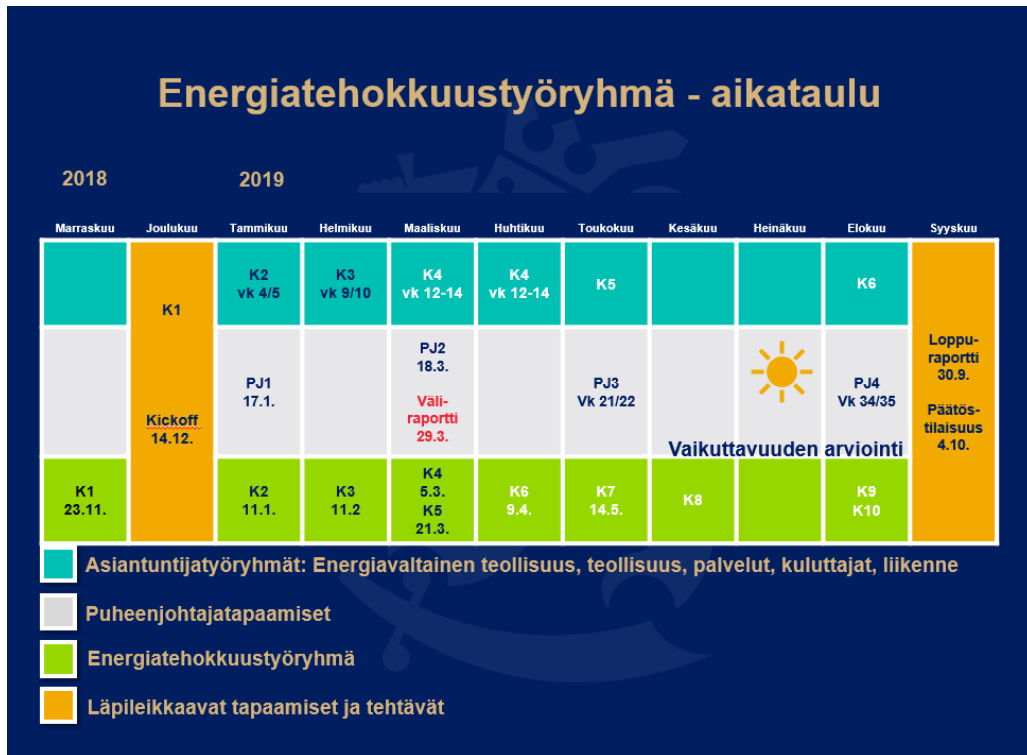 Energiatehokkuustyöryhmä - aikataulu
2018
2019
Marraskuu
Joulukuu
Tammikuu
Helmikuu
Maaliskuu
Huhtikuu
Toukokuu
Kesäkuu
Heinäkuu
Elokuu
Syyskuu
K1
K2
vk 4/5
K3
vk 9/10
K4
vk 12-14
K4
vk 12-14
K5
K6
Kickoff
14.12.
PJ1
17.1.
PJ2
18.3.
Väli-
raportti
29.3.
PJ3
Vk 21/22
PJ4
Vk 34/35
Vaikuttavuuden arviointi
Loppu-
raportti
30.9.
Päätös-
tilaisuus
4.10.
K1
23.11.
K2
11.1.
K3
11.2
K4
5.3.
K5
21.3.
K6
9.4.
K7
14.5.
K8
K9
K10
Asiantuntijatyöryhmät: Energiavaltainen teollisuus, teollisuus, palvelut, kuluttajat, liikenne
Puheenjohtajatapaamiset
Energiatehokkuustyöryhmä
Läpileikkaavat tapaamiset ja tehtävät